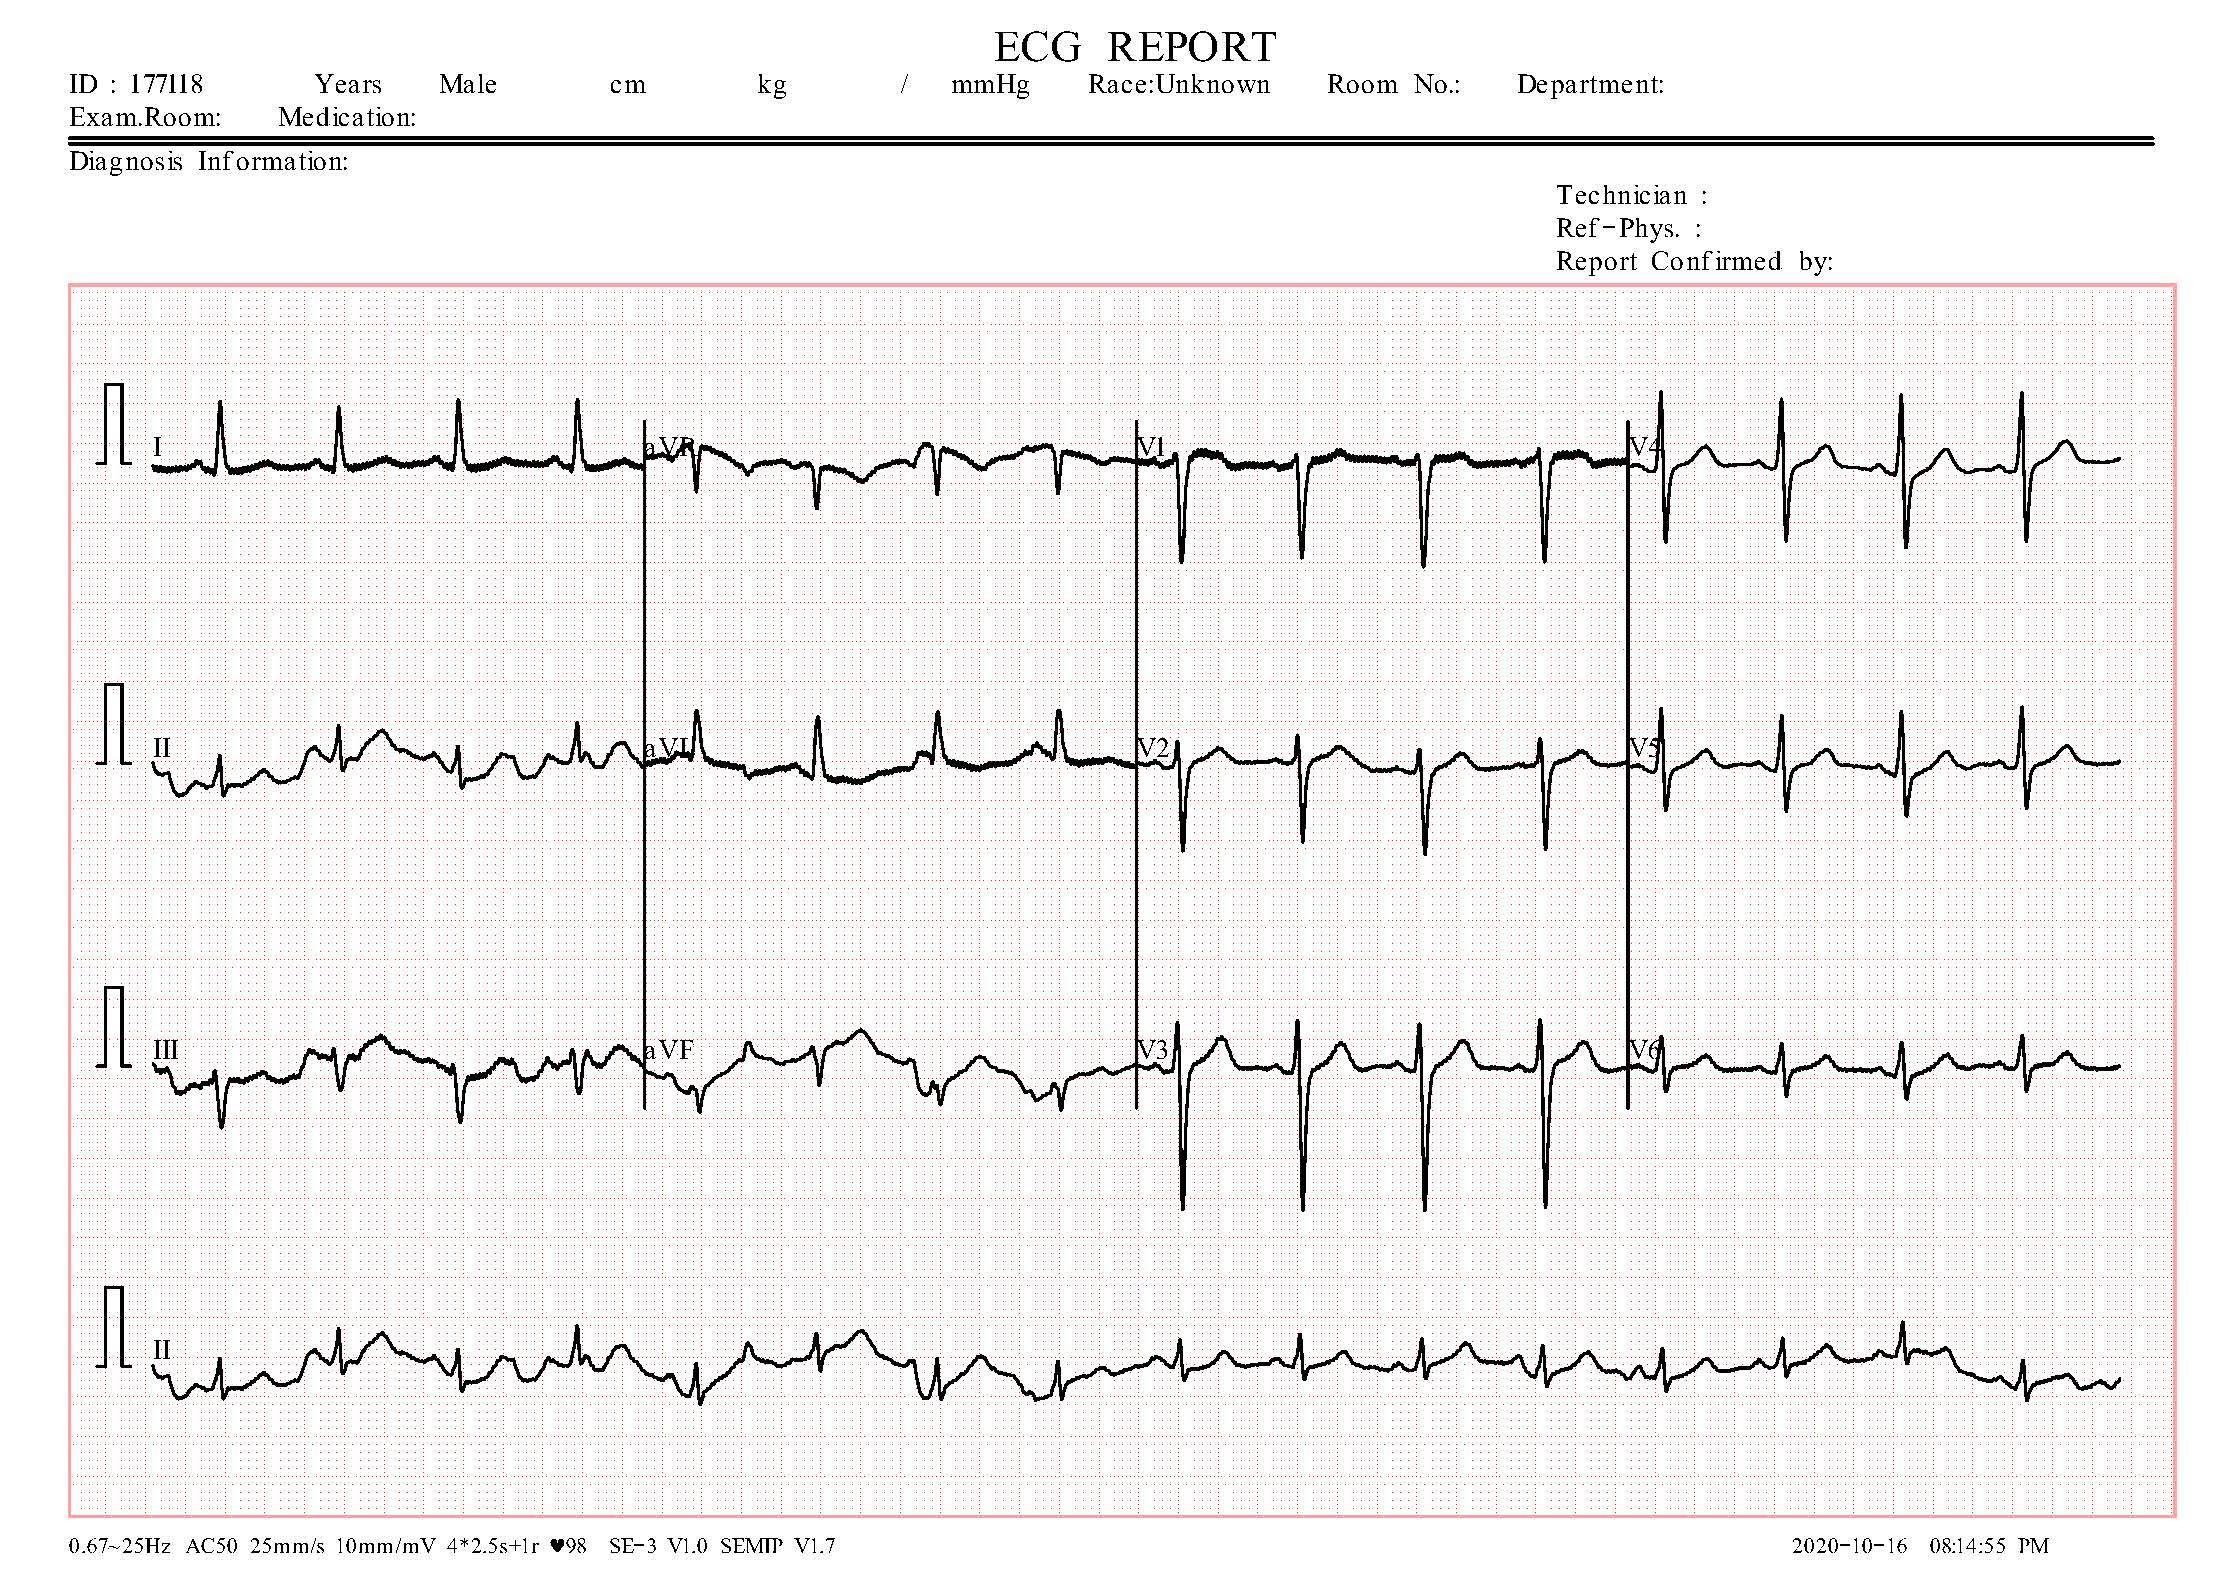 ECG REPORT
ID : 177118 Years Male cm kg / mmHg Race:Unknown Room No.: Department:
Exam.Room: Medication:
Diagnosis Information:
Technician :
Ref-Phys. :
Report Confirmed by:
I aVR V1 V4
II aVL V2 V5
III aVF V3 V6
II
0.67~25Hz AC50 25mm/s 10mm/mV 4*2.5s+1r ♥98 SE-3 V1.0 SEMIP V1.7 2020-10-16 08:14:55 PM